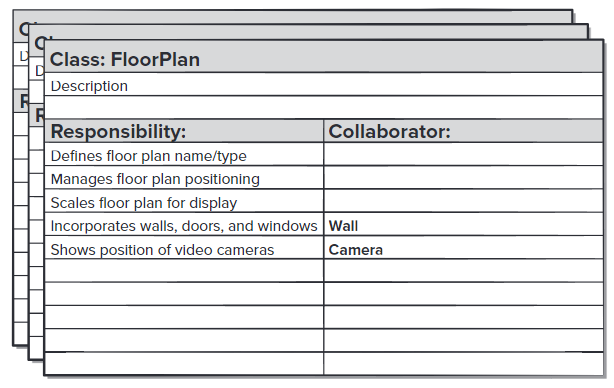 Class: FloorPlan
Description
Responsibility: Collaborator:
Defines floor plan name/type
Manages floor plan positioning
Scales floor plan for display
Incorporates walls, doors, and windows Wall
Shows position of video cameras Camera